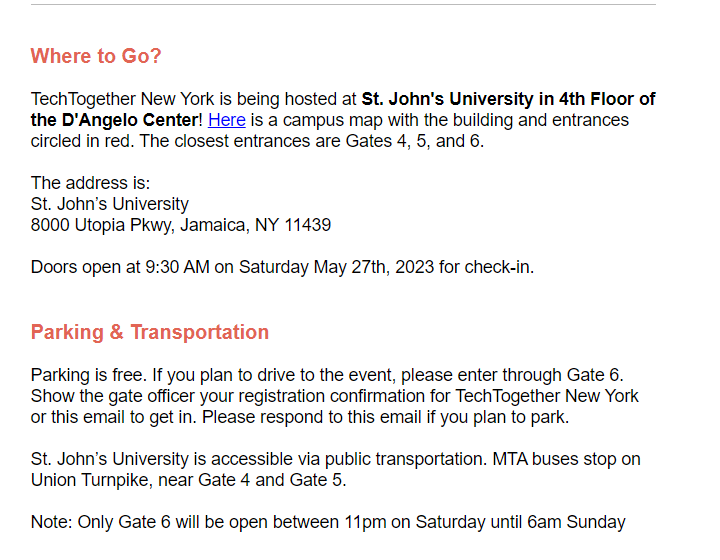 Where to Go?
TechTogether New York is being hosted at St. John's University in 4th Floor of
the D'Angelo Center! Here is a campus map with the building and entrances
circled in red. The closest entrances are Gates 4, 5, and 6.
The address is:
St. John’s University
8000 Utopia Pkwy, Jamaica, NY 11439
Doors open at 9:30 AM on Saturday May 27th, 2023 for check-in.
Parking & Transportation
Parking is free. If you plan to drive to the event, please enter through Gate 6.
Show the gate officer your registration confirmation for TechTogether New York
or this email to get in. Please respond to this email if you plan to park.
St. John’s University is accessible via public transportation. MTA buses stop on
Union Turnpike, near Gate 4 and Gate 5.
Note: Only Gate 6 will be open between 11pm on Saturday until 6am Sunday